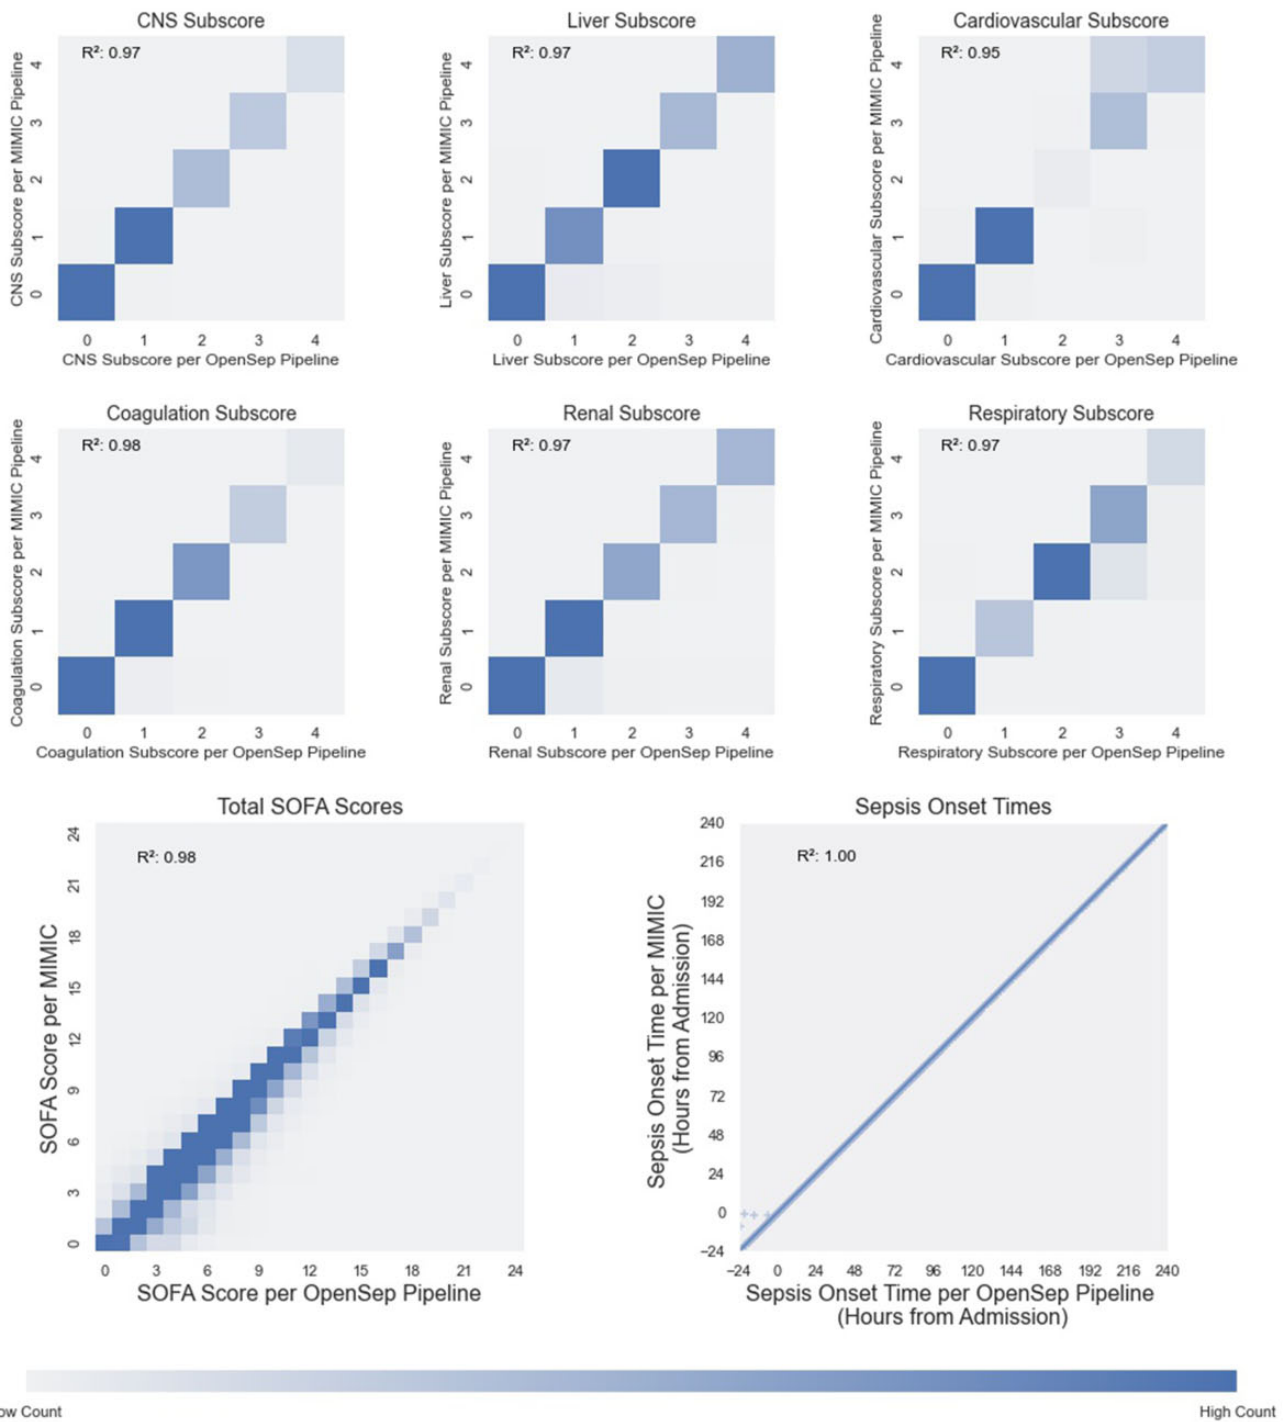 CNS Subscore
R²: 0.97
CNS Subscore per MIMIC Pipeline
4
3
2
1
0
0 1 2 3 4
CNS Subscore per OpenSep Pipeline
Liver Subscore
R²: 0.97
Liver Subscore per MIMIC Pipeline
4
3
2
1
0
0 1 2 3 4
Liver Subscore per OpenSep Pipeline
Cardiovascular Subscore
R²: 0.95
Cardiovascular Subscore per MIMIC Pipeline
4
3
2
1
0
0 1 2 3 4
Cardiovascular Subscore per OpenSep Pipeline
Coagulation Subscore
R²: 0.98
Coagulation Subscore per MIMIC Pipeline
4
3
2
1
0
0 1 2 3 4
Coagulation Subscore per OpenSep Pipeline
Renal Subscore
R²: 0.97
Renal Subscore per MIMIC Pipeline
4
3
2
1
0
0 1 2 3 4
Renal Subscore per OpenSep Pipeline
Respiratory Subscore
R²: 0.97
Respiratory Subscore per MIMIC Pipeline
4
3
2
1
0
0 1 2 3 4
Respiratory Subscore per OpenSep Pipeline
Total SOFA Scores
R²: 0.98
SOFA Score per MIMIC
24
21
18
15
12
9
6
3
0
0 3 6 9 12 15 18 21 24
SOFA Score per OpenSep Pipeline
Sepsis Onset Times
R²: 1.00
Sepsis Onset Time per MIMIC
(Hours from Admission)
240
216
192
168
144
120
96
72
48
24
0
−24
−24 0 24 48 72 96 120 144 168 192 216 240
Sepsis Onset Time per OpenSep Pipeline
(Hours from Admission)
ow Count
High Count